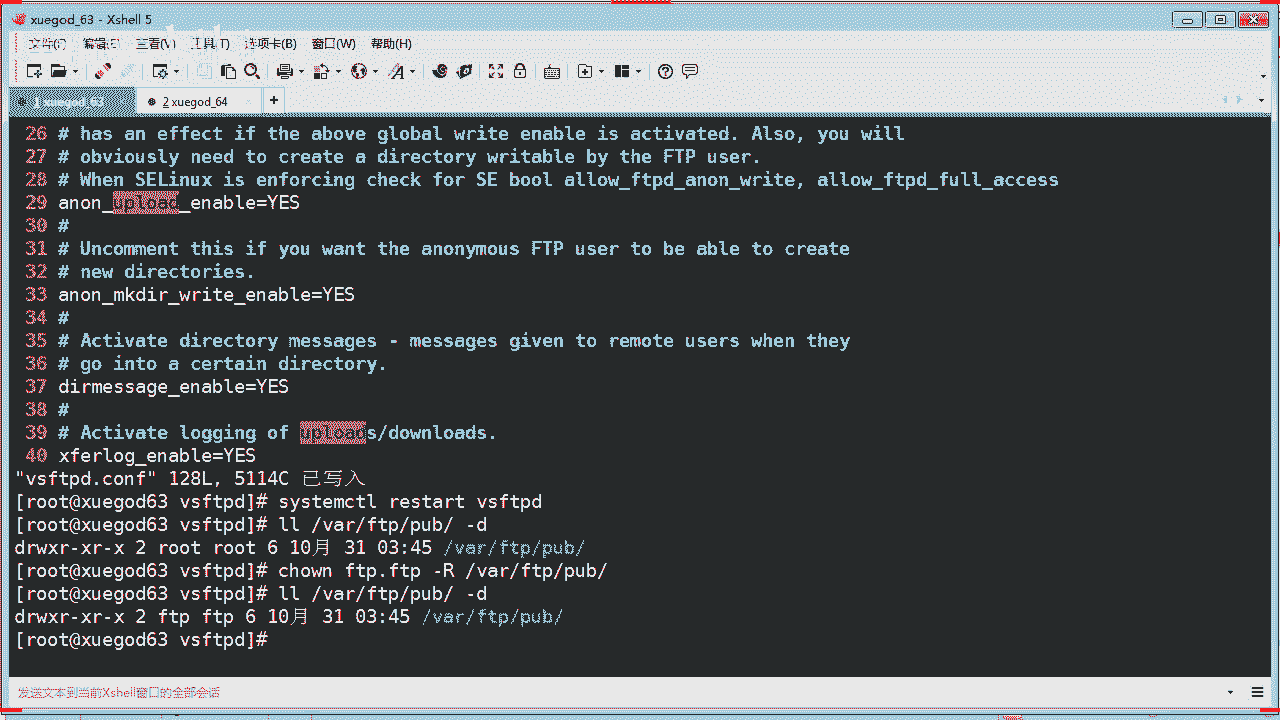 xuegod_63 - Xshell 5
文件(F) 编辑(E) 查看(V) 工具(T) 选项卡(B) 窗口(W) 帮助(H)
1 xuegod_63 2 xuegod_64 +
26 # has an effect if the above global write enable is activated. Also, you will
27 # obviously need to create a directory writable by the FTP user.
28 # When SELinux is enforcing check for SE bool allow_ftpd_anon_write, allow_ftpd_full_access
29 anon_upload_enable=YES
30 #
31 # Uncomment this if you want the anonymous FTP user to be able to create
32 # new directories.
33 anon_mkdir_write_enable=YES
34 #
35 # Activate directory messages - messages given to remote users when they
36 # go into a certain directory.
37 dirmessage_enable=YES
38 #
39 # Activate logging of uploads/downloads.
40 xferlog_enable=YES
"vsftpd.conf" 128L, 5114C 已写入
[root@xuegod63 vsftpd]# systemctl restart vsftpd
[root@xuegod63 vsftpd]# ll /var/ftp/pub/ -d
drwxr-xr-x 2 root root 6 10月 31 03:45 /var/ftp/pub/
[root@xuegod63 vsftpd]# chown ftp.ftp -R /var/ftp/pub/
[root@xuegod63 vsftpd]# ll /var/ftp/pub/ -d
drwxr-xr-x 2 ftp ftp 6 10月 31 03:45 /var/ftp/pub/
[root@xuegod63 vsftpd]#
发送文本到当前Xshell窗口的全部会话